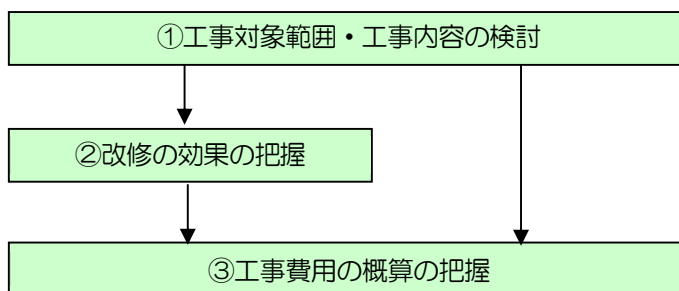 ①工事対象範囲・工事内容の検討
②改修の効果の把握
③工事費用の概算の把握